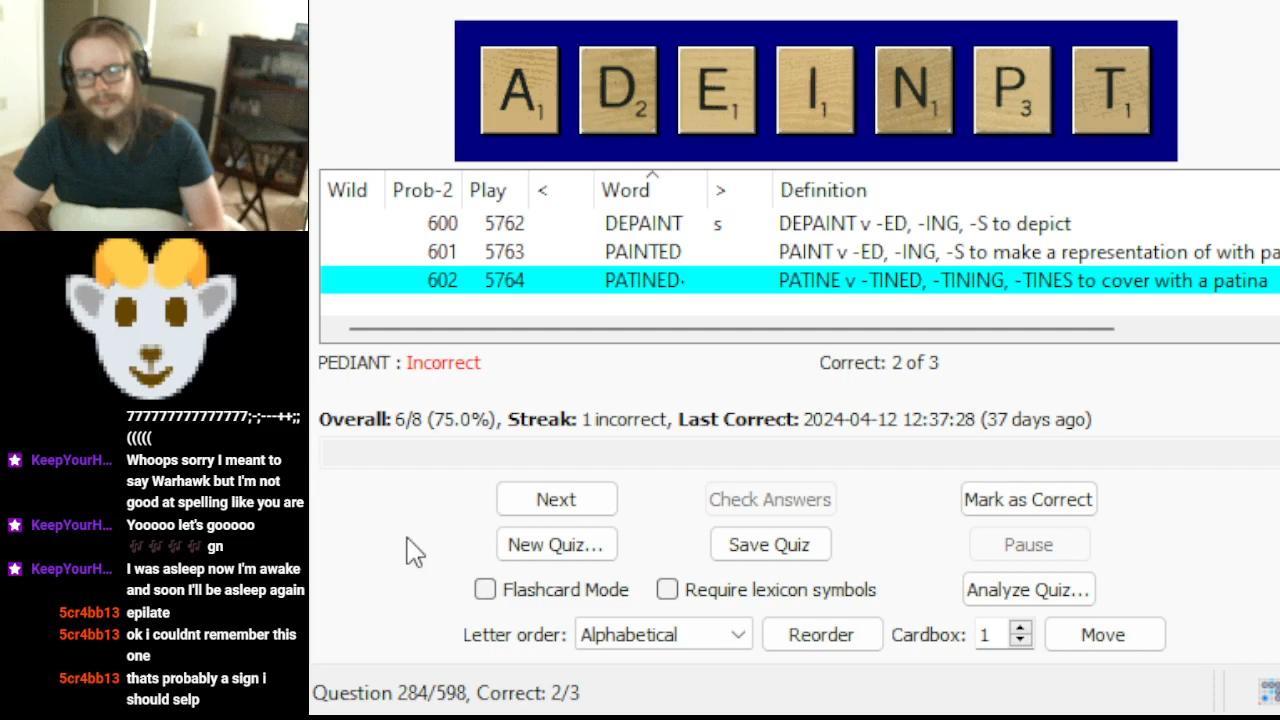 A1 D2 E1 I1 N1 P3 T1
Wild Prob-2 Play < Word > Definition
600 5762 DEPAINT s DEPAINT v -ED, -ING, -S to depict
601 5763 PAINTED PAINT v -ED, -ING, -S to make a representation of with pa
602 5764 PATINED· PATINE v -TINED, -TINING, -TINES to cover with a patina
PEDIANT : Incorrect Correct: 2 of 3
Overall: 6/8 (75.0%), Streak: 1 incorrect, Last Correct: 2024-04-12 12:37:28 (37 days ago)
Next Check Answers Mark as Correct
New Quiz... Save Quiz Pause
Flashcard Mode Require lexicon symbols Analyze Quiz...
Letter order: Alphabetical Reorder Cardbox: 1 Move
Question 284/598, Correct: 2/3
777777777777777;-;---++;;
(((((
KeepYourH... Whoops sorry I meant to
say Warhawk but I'm not
good at spelling like you are
KeepYourH... Yooooo let's gooooo
gn
KeepYourH... I was asleep now I'm awake
and soon I'll be asleep again
5cr4bb13 epilate
5cr4bb13 ok i couldnt remember this
one
5cr4bb13 thats probably a sign i
should selp